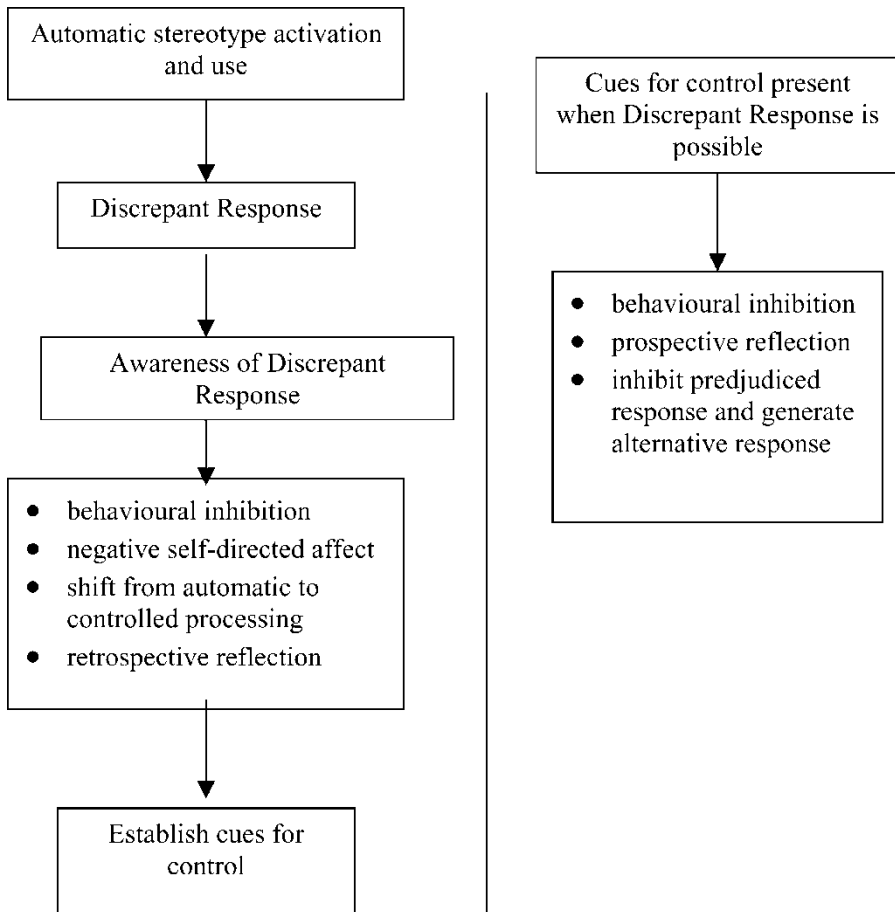 Automatic stereotype activation
and use
Discrepant Response
Awareness of Discrepant
Response
● behavioural inhibition
● negative self-directed affect
● shift from automatic to
controlled processing
● retrospective reflection
Establish cues for
control
Cues for control present
when Discrepant Response is
possible
● behavioural inhibition
● prospective reflection
● inhibit predjudiced
response and generate
alternative response